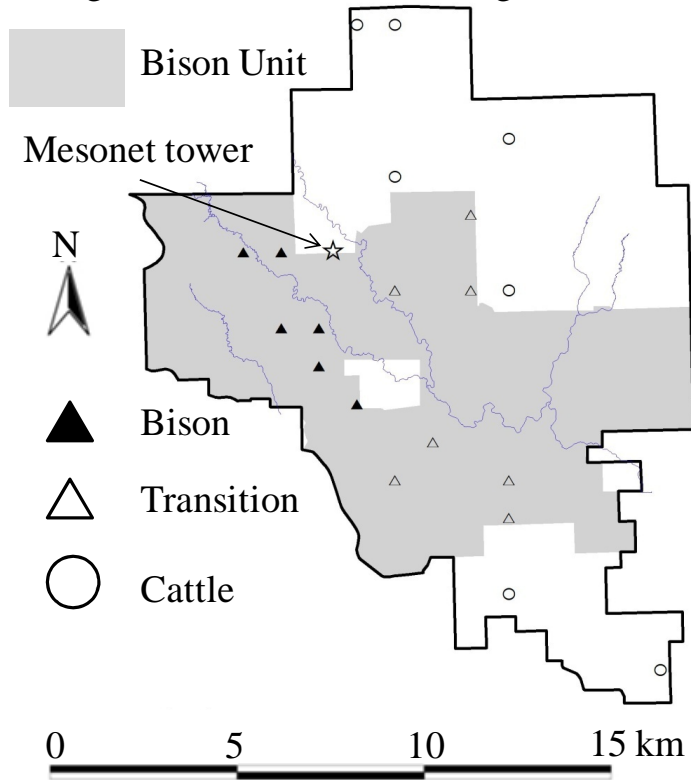 Bison Unit
Mesonet tower
N
Bison
Transition
Cattle
0 5 10 15 km